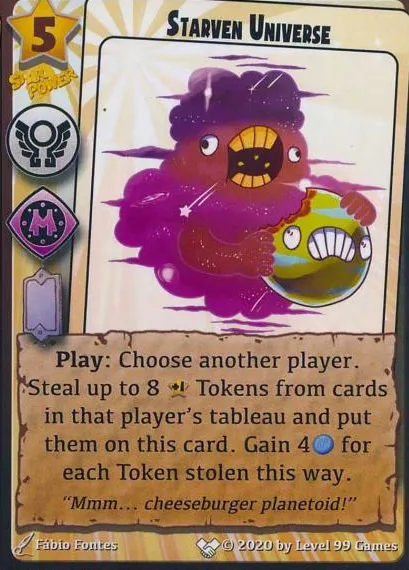 5
STAR POWER
STARVEN UNIVERSE
M
Play: Choose another player.
Steal up to 8 Tokens from cards
in that player's tableau and put
them on this card. Gain 4 for
each Token stolen this way.
"Mmm... cheeseburger planetoid!"
Fábio Fontes
© 2020 by Level 99 Games